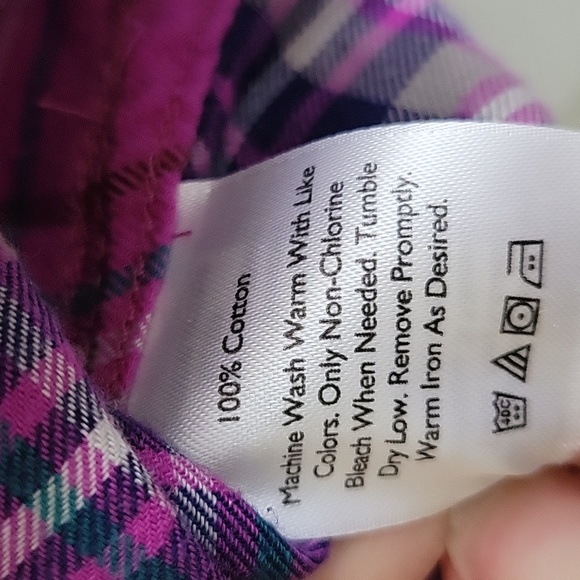 100% Cotton
Machine Wash Warm With Like
Colors. Only Non-Chlorine
Bleach When Needed. Tumble
Dry Low. Remove Promptly.
Warm Iron As Desired.
40C